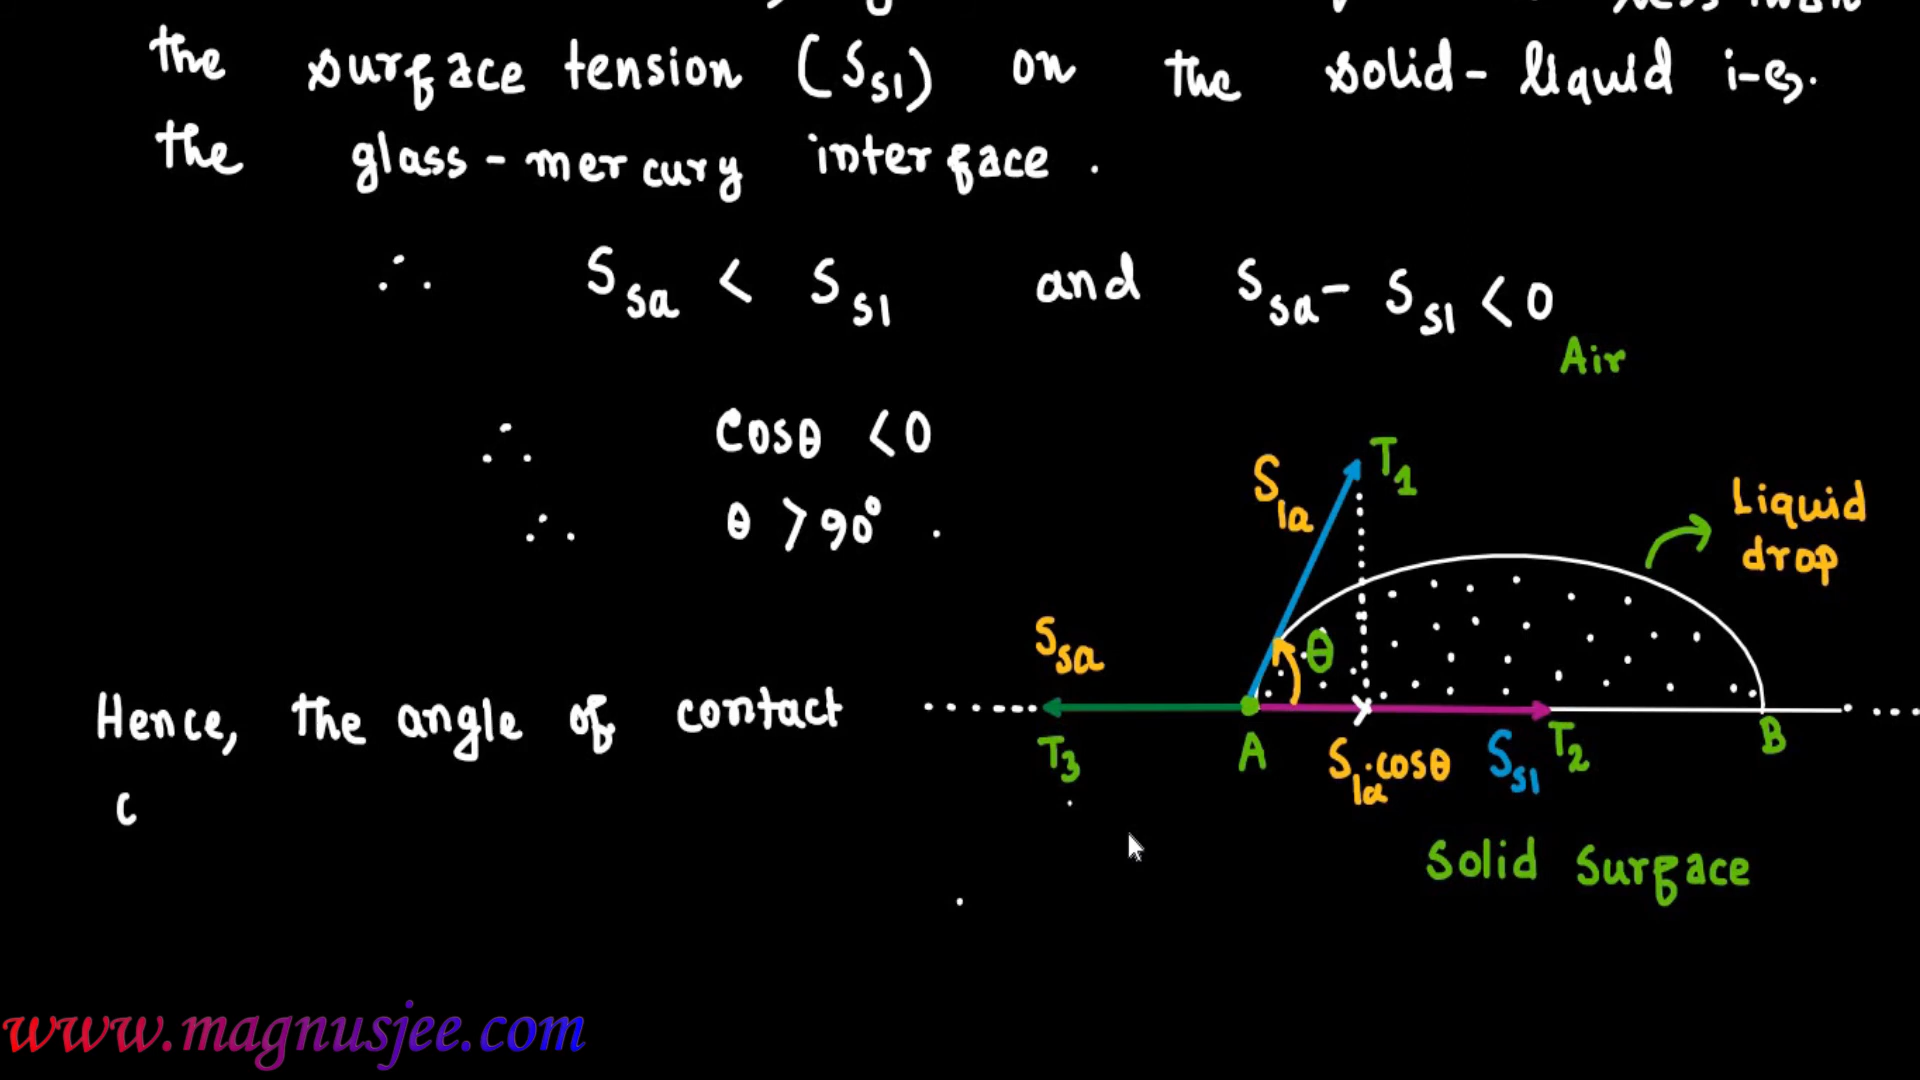 less than
the surface tension (Ssl) on the solid-liquid i-e.
the glass-mercury interface.
∴ Ssa < Ssl and Ssa - Ssl < 0
Air
∴ Cosθ < 0
∴ θ > 90° .
T1
Sla
Liquid
drop
θ
Ssa
Hence, the angle of contact
c
T3
A
Sla.cosθ
Ssl
T2
B
Solid Surface
www.magnusjee.com